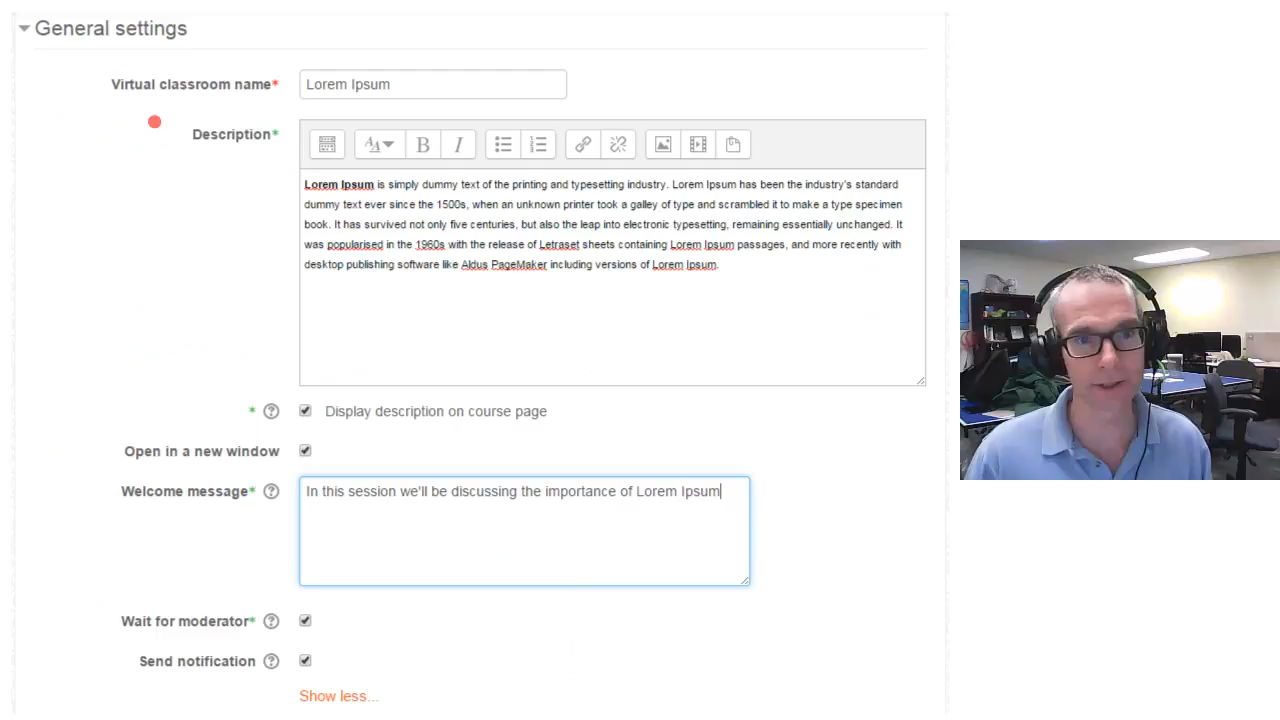 General settings
Virtual classroom name*
Lorem Ipsum
Description*
Lorem Ipsum is simply dummy text of the printing and typesetting industry. Lorem Ipsum has been the industry's standard
dummy text ever since the 1500s, when an unknown printer took a galley of type and scrambled it to make a type specimen
book. It has survived not only five centuries, but also the leap into electronic typesetting, remaining essentially unchanged. It
was popularised in the 1960s with the release of Letraset sheets containing Lorem Ipsum passages, and more recently with
desktop publishing software like Aldus PageMaker including versions of Lorem Ipsum.
* ? Display description on course page
Open in a new window
Welcome message* ?
In this session we'll be discussing the importance of Lorem Ipsum
Wait for moderator* ?
Send notification ?
Show less...